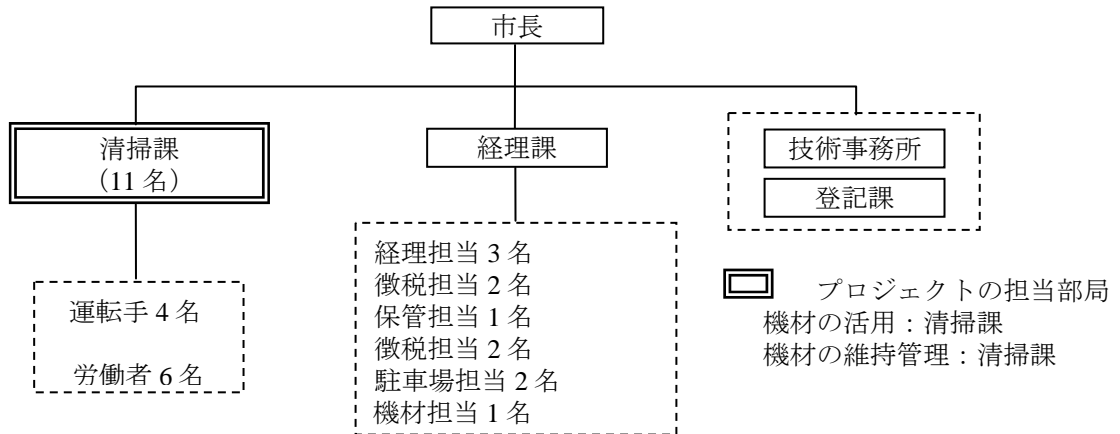 市長
清掃課
(11 名)
経理課
技術事務所
登記課
運転手 4 名
労働者 6 名
経理担当 3 名
徴税担当 2 名
保管担当 1 名
徴税担当 2 名
駐車場担当 2 名
機材担当 1 名
プロジェクトの担当部局
機材の活用：清掃課
機材の維持管理：清掃課